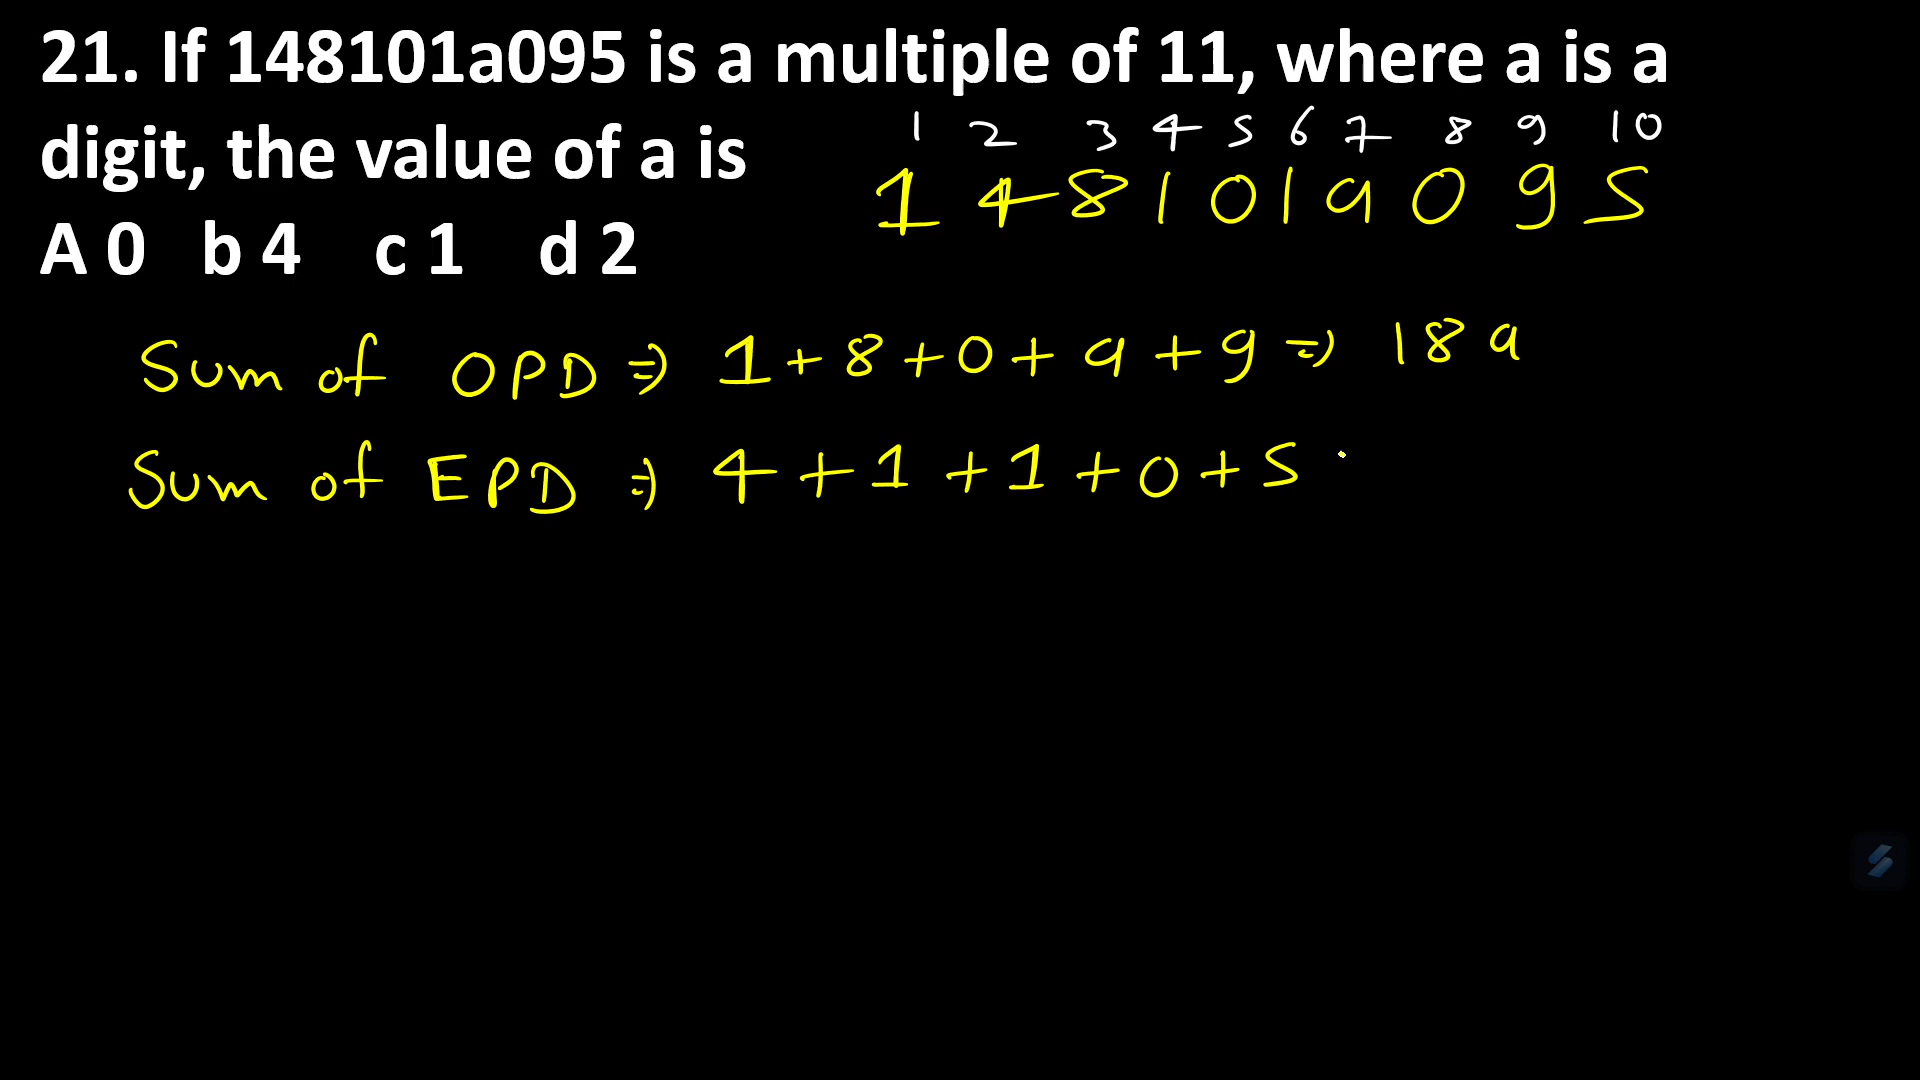 21. If 148101a095 is a multiple of 11, where a is a
digit, the value of a is
1 2 3 4 5 6 7 8 9 10
1 4 8 1 0 1 a 0 9 5
A 0 b 4 c 1 d 2
Sum of OPD ⇒ 1 + 8 + 0 + a + 9 ⇒ 18 a
Sum of EPD ⇒ 4 + 1 + 1 + 0 + 5